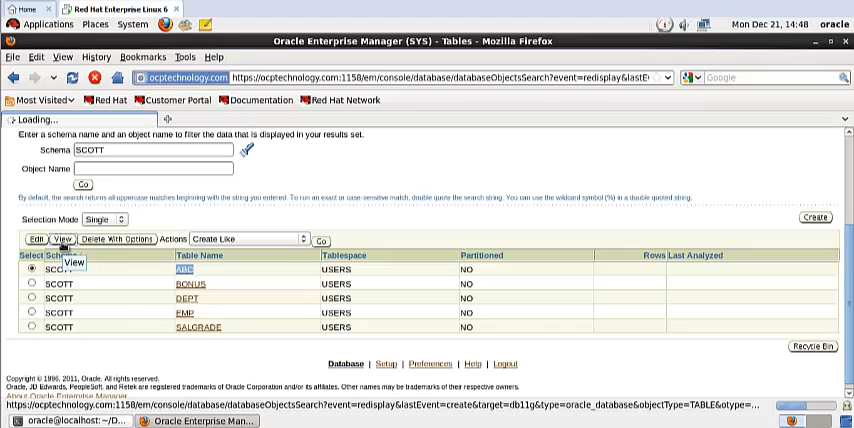 Home
Red Hat Enterprise Linux 6
Applications Places System
Mon Dec 21, 14:48 oracle
Oracle Enterprise Manager (SYS) - Tables - Mozilla Firefox
File Edit View History Bookmarks Tools Help
ocptechnology.com https://ocptechnology.com:1158/em/console/database/databaseObjectsSearch?event=redisplay&lastE
Google
Most Visited Red Hat Customer Portal Documentation Red Hat Network
Loading...
Enter a schema name and an object name to filter the data that is displayed in your results set.
Schema SCOTT
Object Name
Go
By default, the search returns all uppercase matches beginning with the string you entered. To run an exact or case-sensitive match, double quote the search string. You can use the wildcard symbol (%) in a double quoted string.
Selection Mode Single
Create
Edit View Delete With Options Actions Create Like Go
Select Table Name Tablespace Partitioned Rows Last Analyzed
ABC USERS NO
View
SCOTT BONUS USERS NO
SCOTT DEPT USERS NO
SCOTT EMP USERS NO
SCOTT SALGRADE USERS NO
Recycle Bin
Database | Setup | Preferences | Help | Logout
Copyright © 1996, 2011, Oracle. All rights reserved.
Oracle, JD Edwards, PeopleSoft, and Retek are registered trademarks of Oracle Corporation and/or its affiliates. Other names may be trademarks of their respective owners.
About Oracle Enterprise Manager
https://ocptechnology.com:1158/em/console/database/databaseObjectsSearch?event=redisplay&lastEvent=create&target=db11g&type=oracle_database&objectType=TABLE&otype=...
oracle@localhost:~/D... Oracle Enterprise Man...